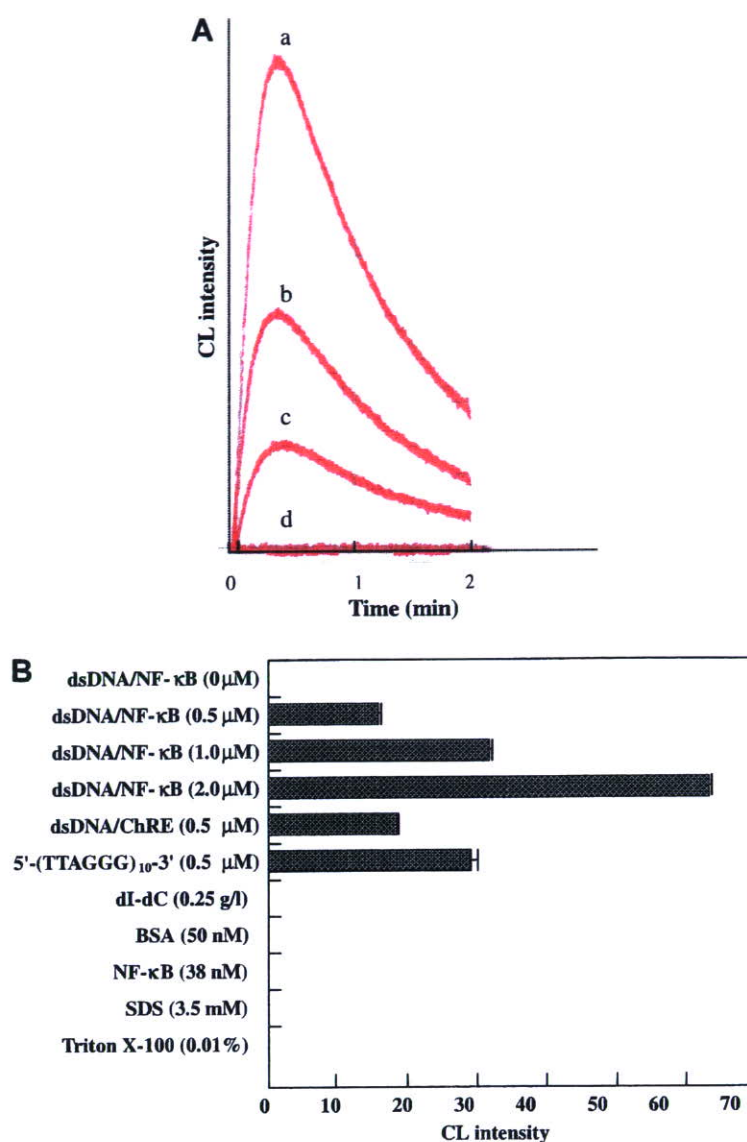 A
a
b
c
d
CL intensity
0 1 2
Time (min)
B
dsDNA/NF-κB (0 μM)
dsDNA/NF-κB (0.5 μM)
dsDNA/NF-κB (1.0 μM)
dsDNA/NF-κB (2.0 μM)
dsDNA/ChRE (0.5 μM)
5'-(TTAGGG)10-3' (0.5 μM)
dI-dC (0.25 g/l)
BSA (50 nM)
NF-κB (38 nM)
SDS (3.5 mM)
Triton X-100 (0.01%)
0 10 20 30 40 50 60 70
CL intensity